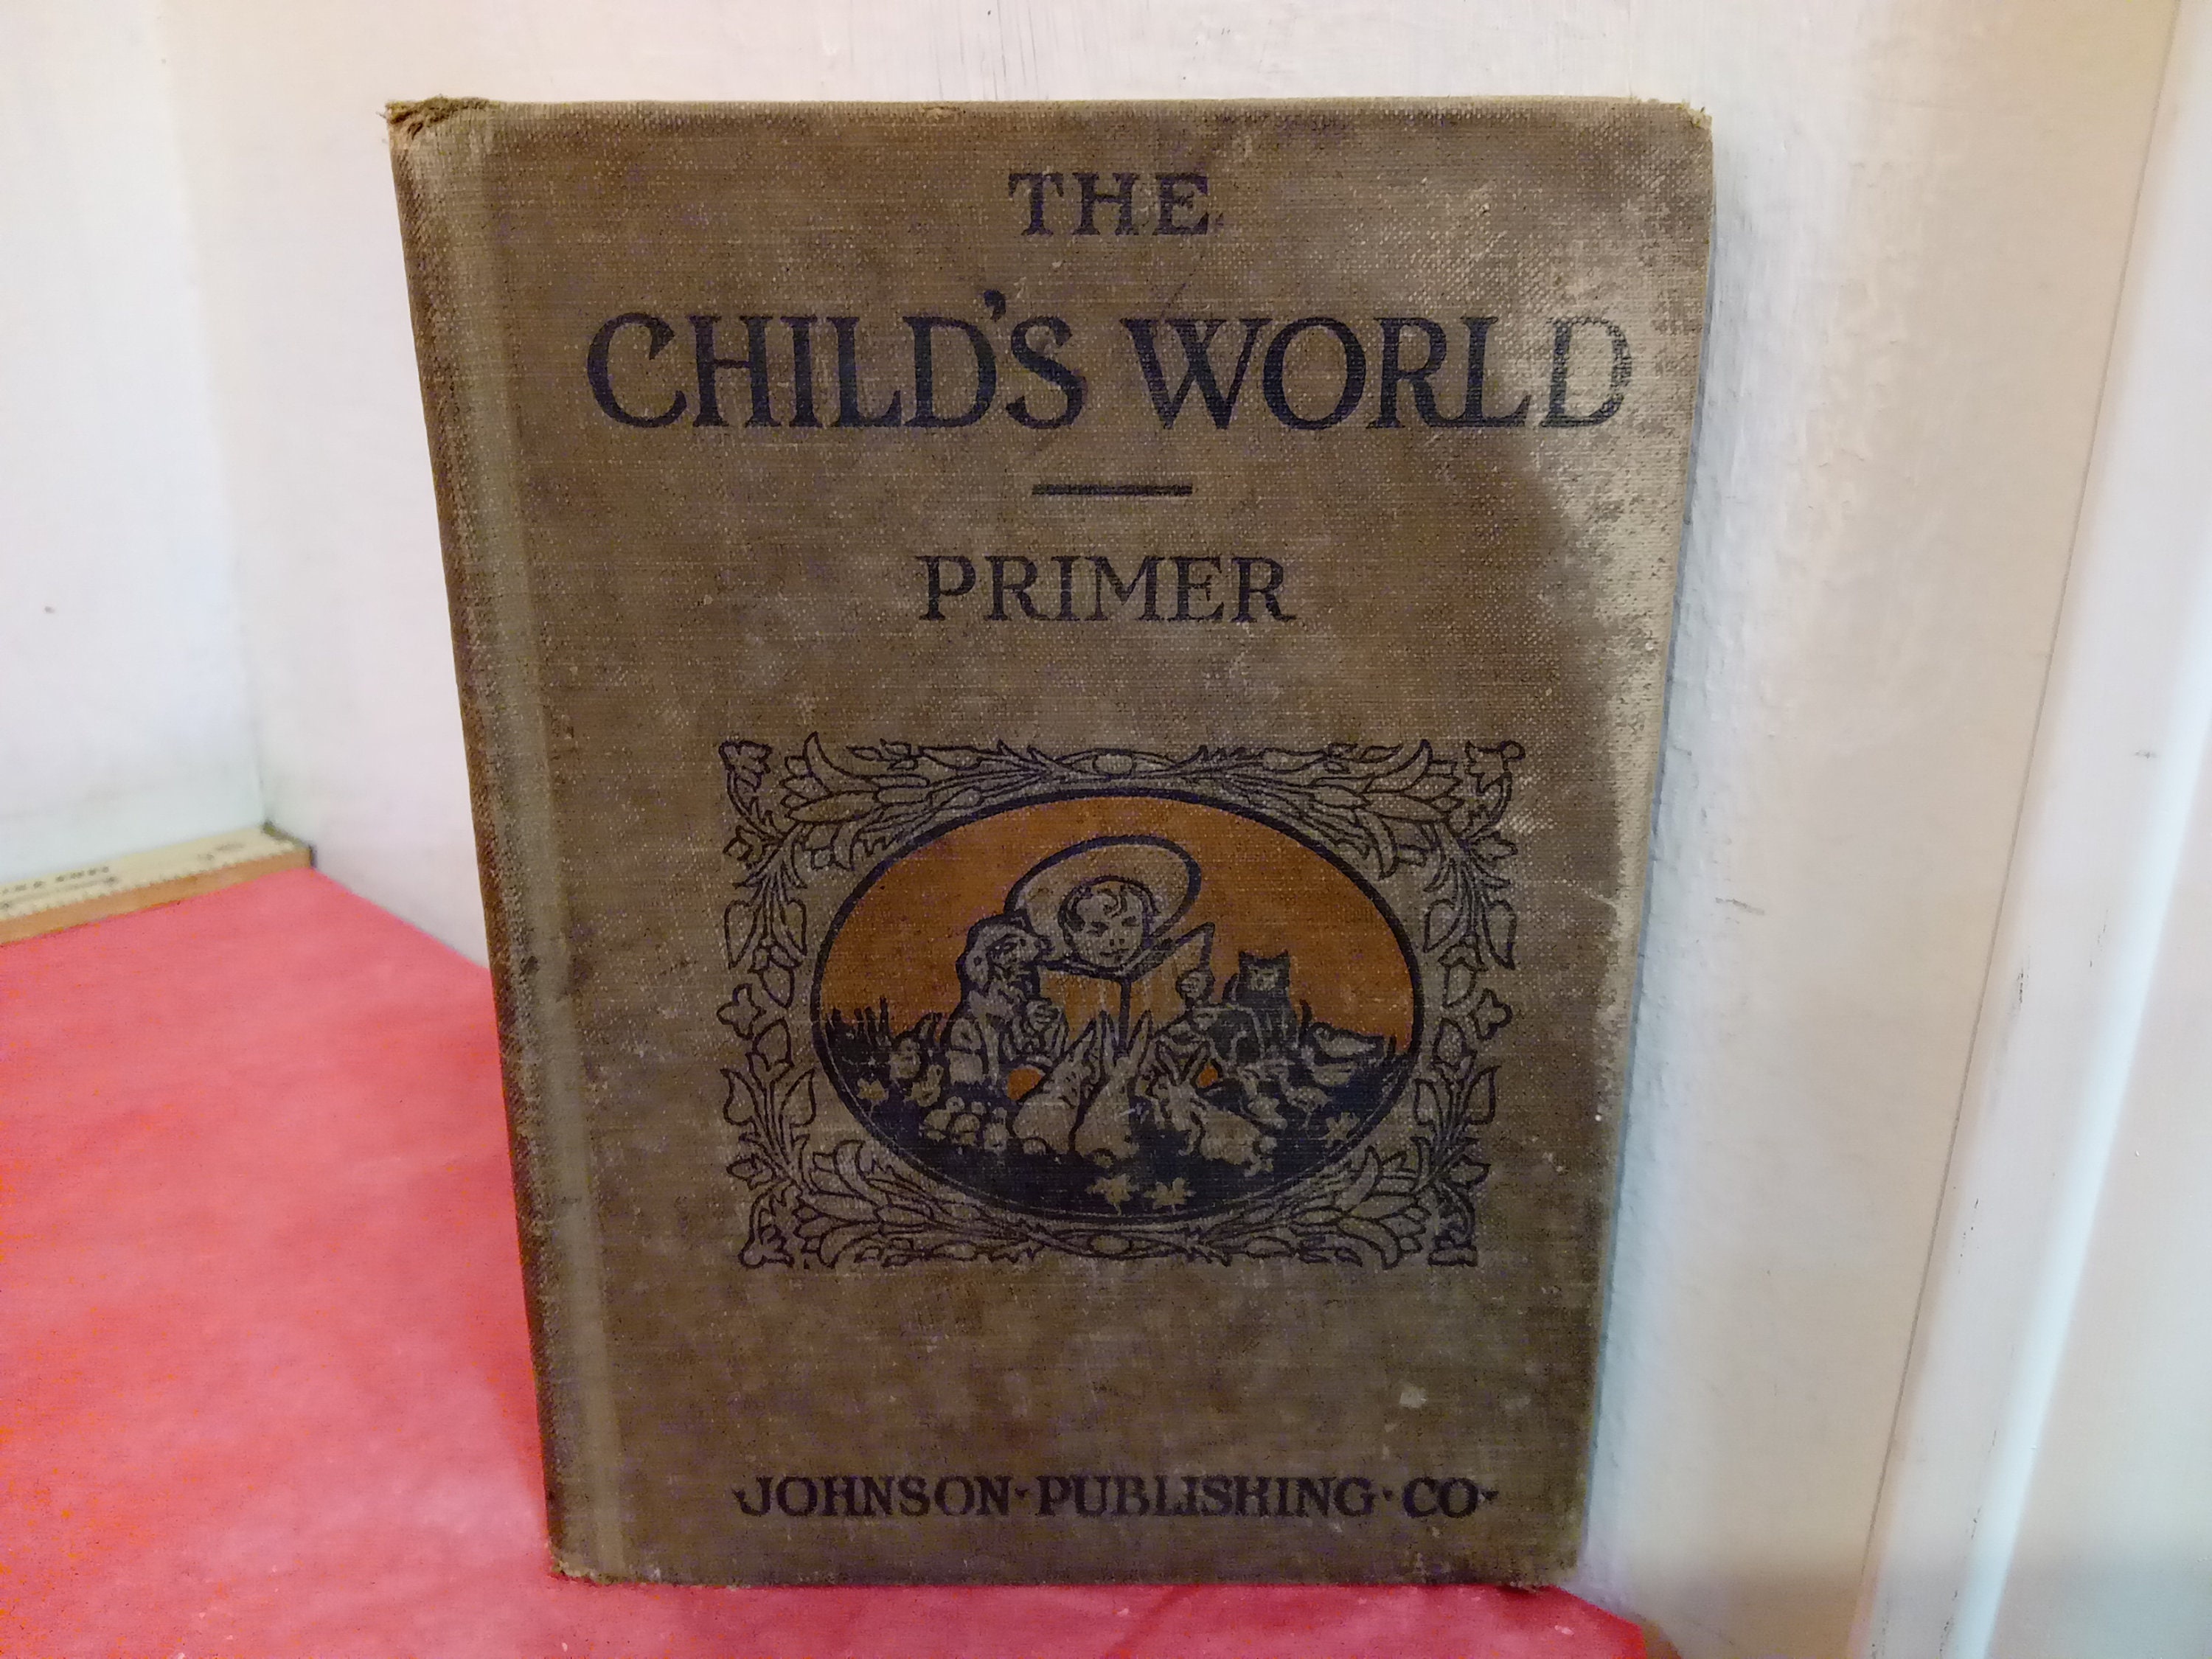 THE
CHILD'S WORLD
PRIMER
JOHNSON·PUBLISHING·CO·